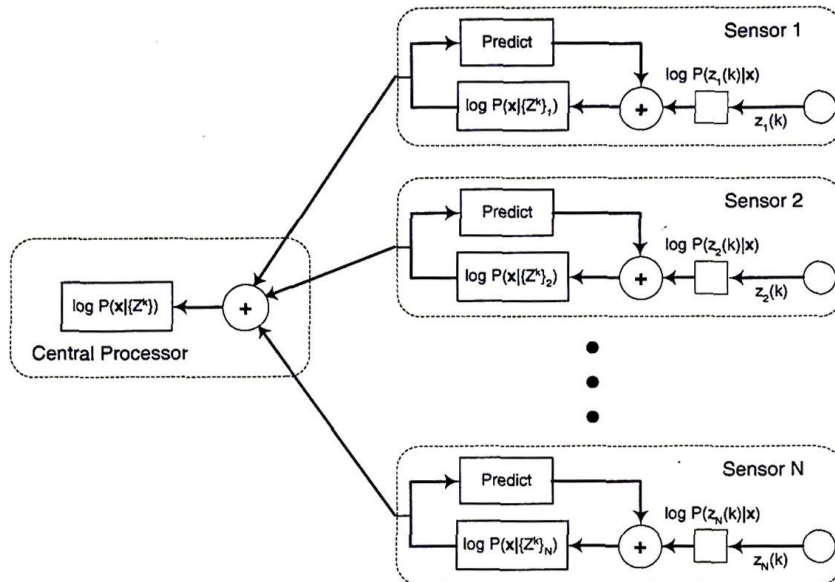 Sensor 1
Predict
log P(z₁(k)|x)
log P(x|{Zᵏ}₁)
+
z₁(k)
Sensor 2
Predict
log P(z₂(k)|x)
log P(x|{Zᵏ}₂)
+
z₂(k)
log P(x|{Zᵏ})
+
Central Processor
Sensor N
Predict
log P(z_N(k)|x)
log P(x|{Zᵏ}_N)
+
z_N(k)